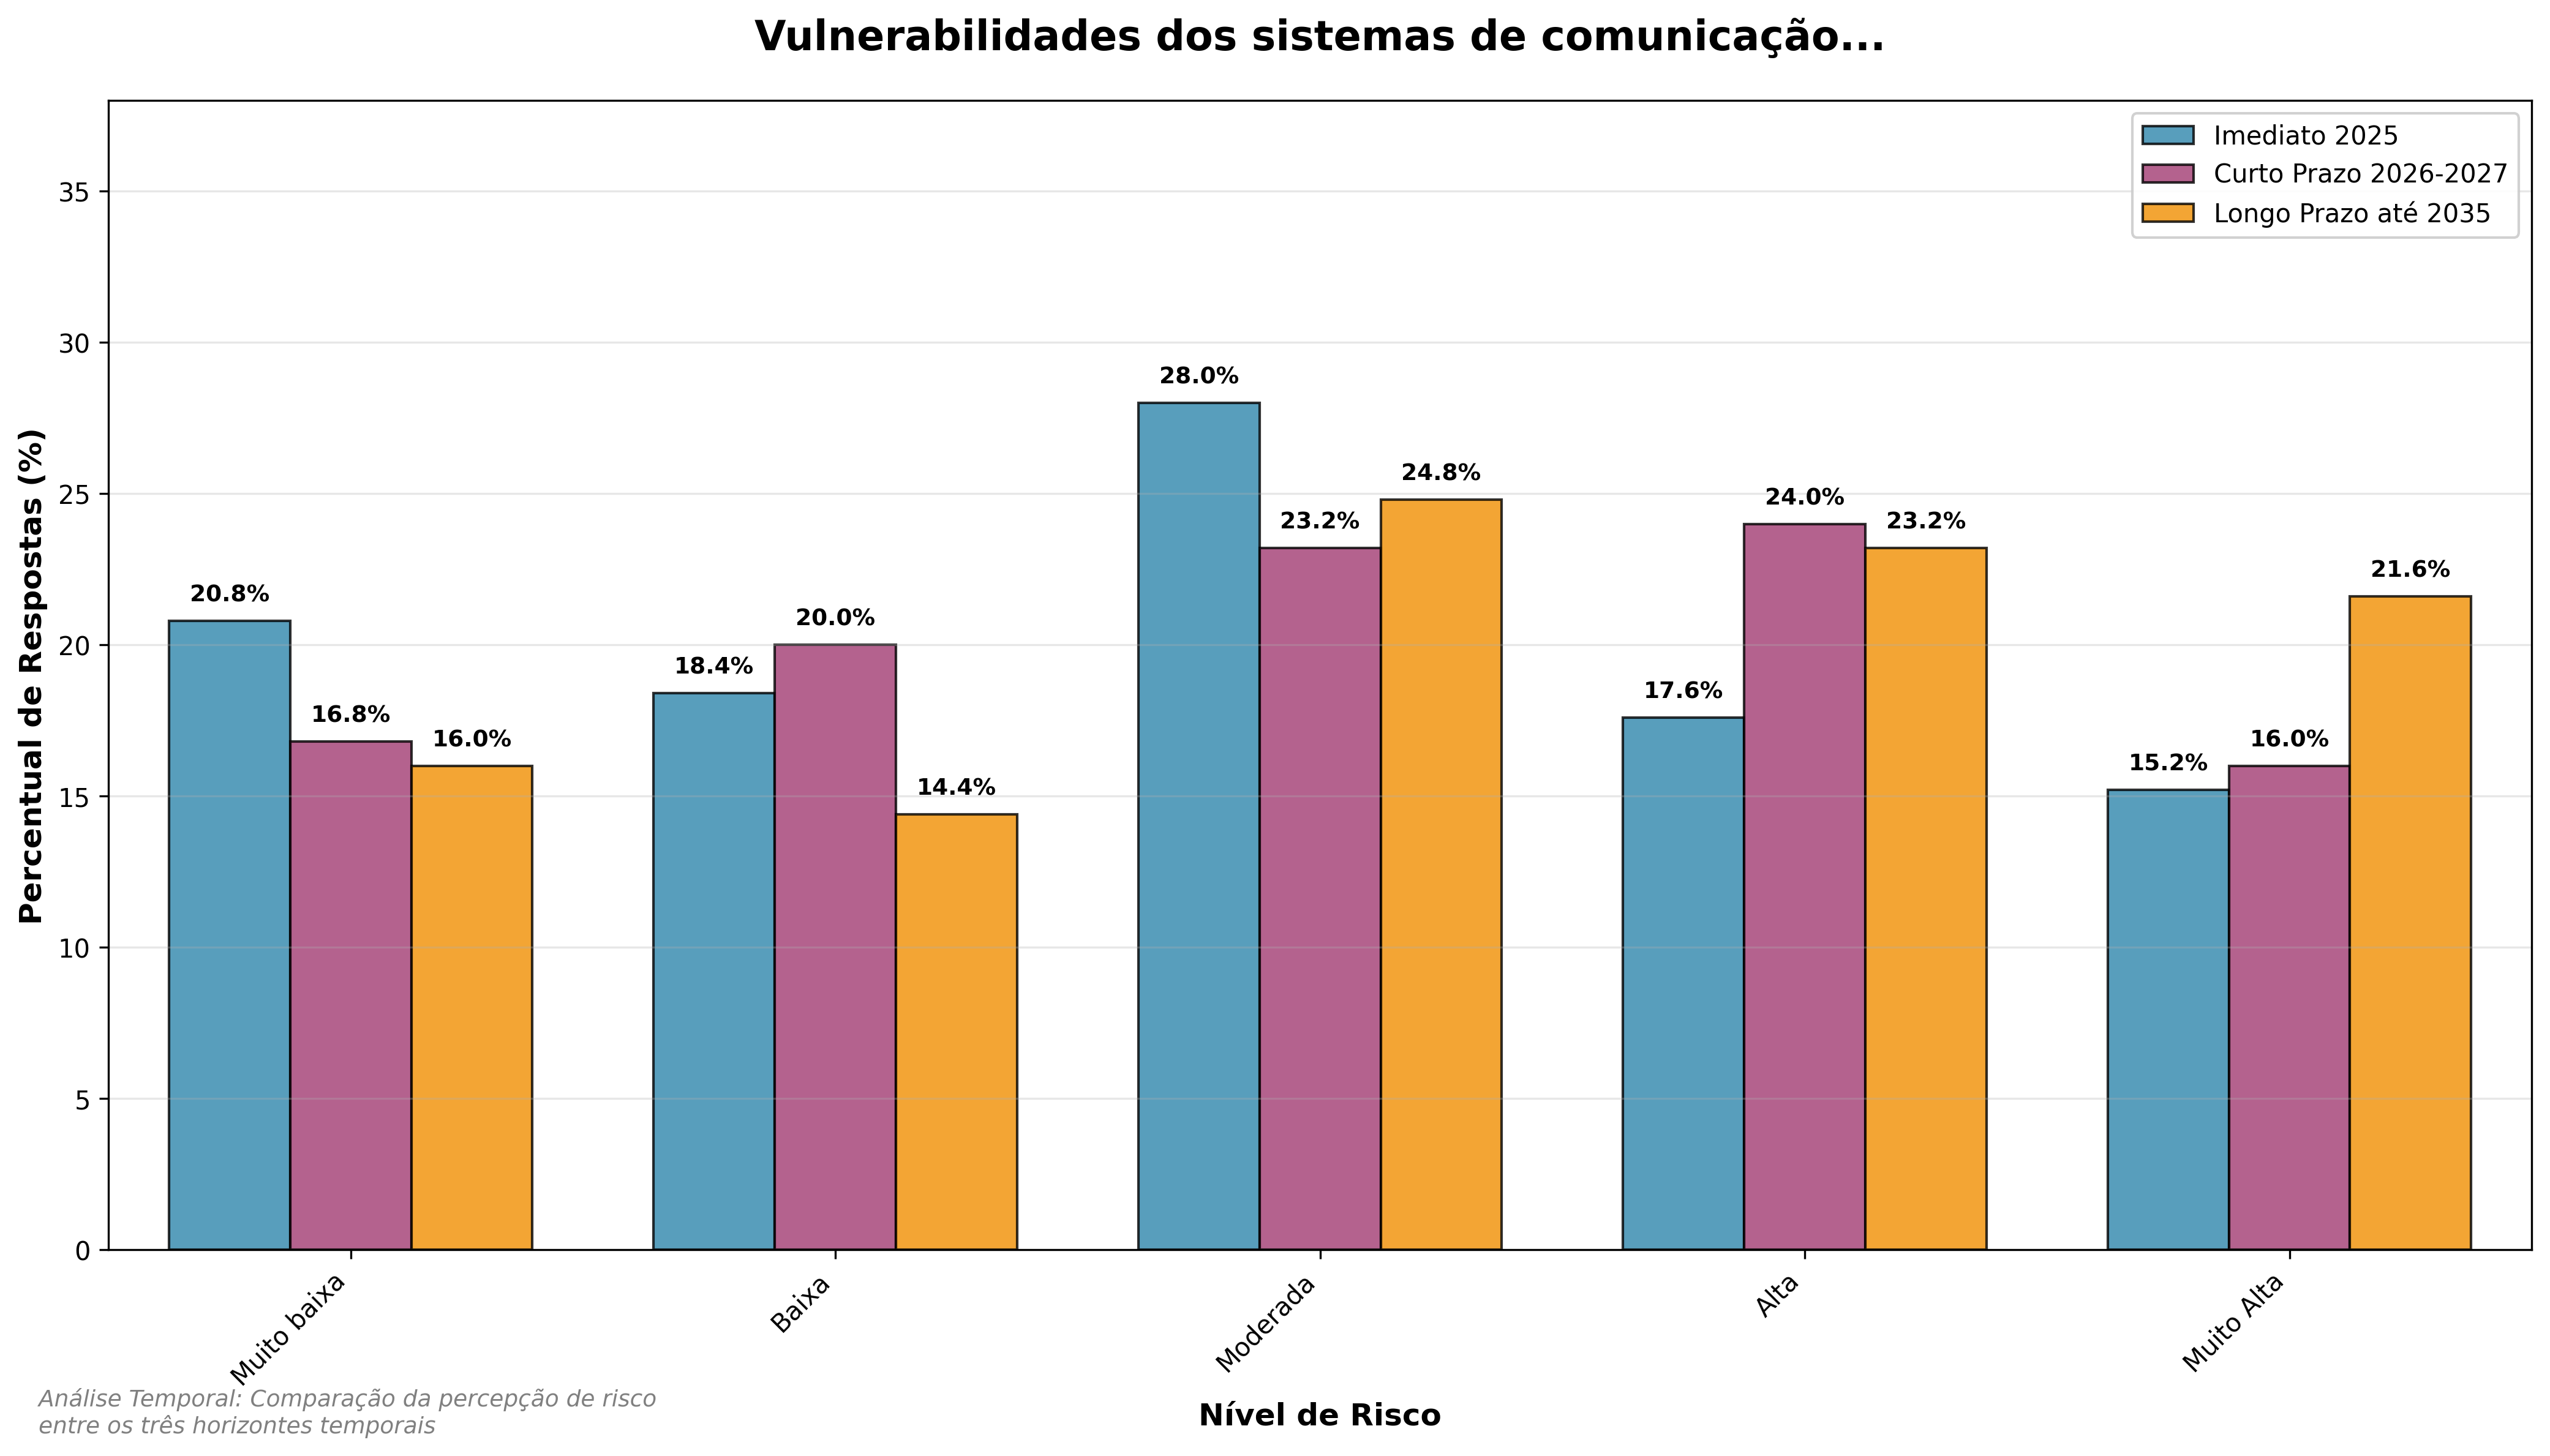 Vulnerabilidades dos sistemas de comunicação...
Imediato 2025
Curto Prazo 2026-2027
Longo Prazo até 2035
Percentual de Respostas (%)
35
30
25
20
15
10
5
0
20.8%
16.8%
16.0%
18.4%
20.0%
14.4%
28.0%
23.2%
24.8%
17.6%
24.0%
23.2%
15.2%
16.0%
21.6%
Muito baixa
Baixa
Moderada
Alta
Muito Alta
Nível de Risco
Análise Temporal: Comparação da percepção de risco
entre os três horizontes temporais